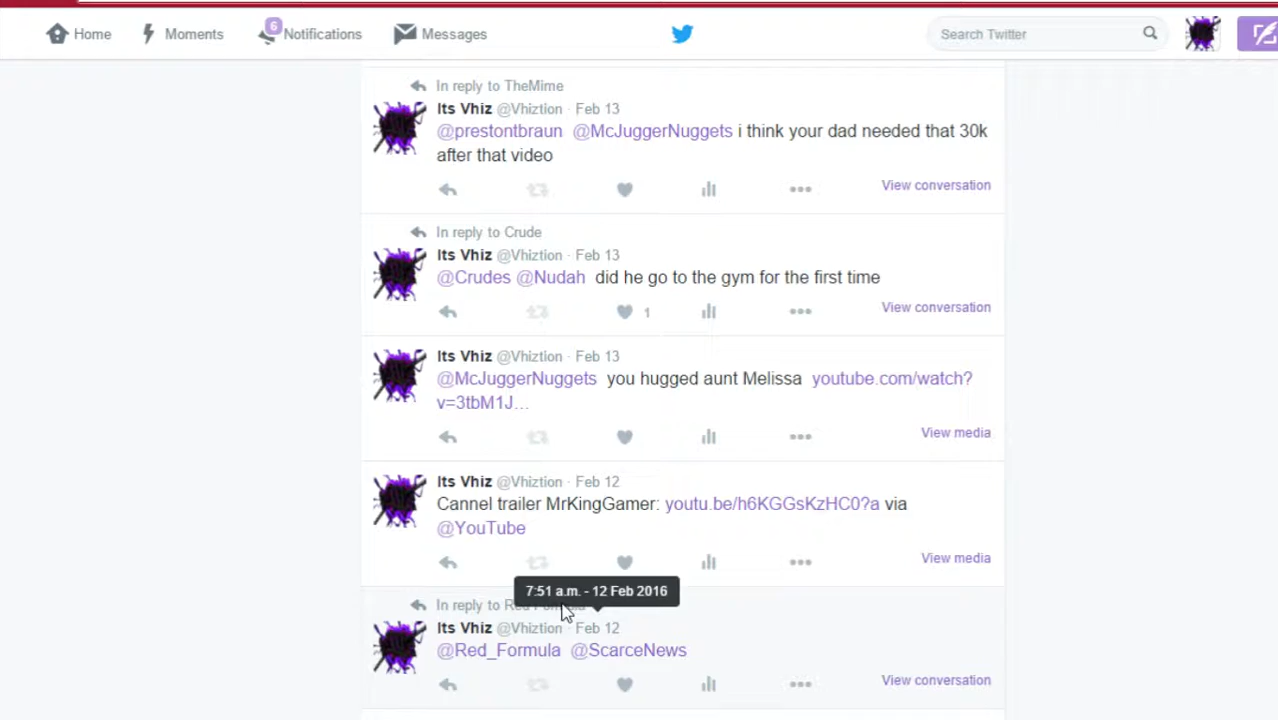 Home Moments 6 Notifications Messages Search Twitter
In reply to TheMime
Its Vhiz @Vhiztion · Feb 13
@prestontbraun @McJuggerNuggets i think your dad needed that 30k
after that video
View conversation
In reply to Crude
Its Vhiz @Vhiztion · Feb 13
@Crudes @Nudah did he go to the gym for the first time
1 View conversation
Its Vhiz @Vhiztion · Feb 13
@McJuggerNuggets you hugged aunt Melissa youtube.com/watch?
v=3tbM1J...
View media
Its Vhiz @Vhiztion · Feb 12
Cannel trailer MrKingGamer: youtu.be/h6KGGsKzHC0?a via
@YouTube
View media
7:51 a.m. - 12 Feb 2016
In reply to
Its Vhiz @Vhiztion · Feb 12
@Red_Formula @ScarceNews
View conversation